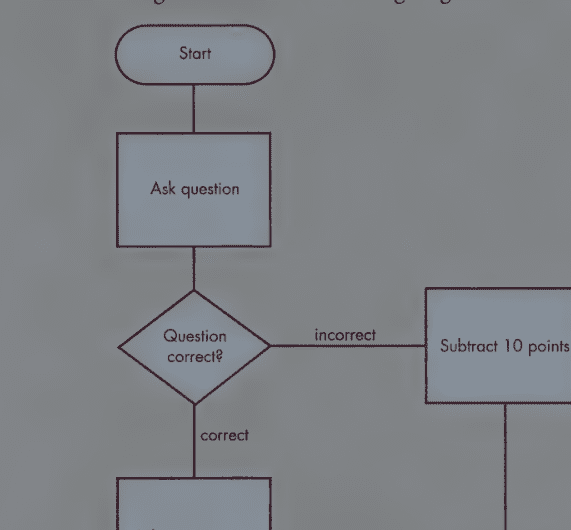 Start
Ask question
Question
correct?
incorrect
Subtract 10 points
correct